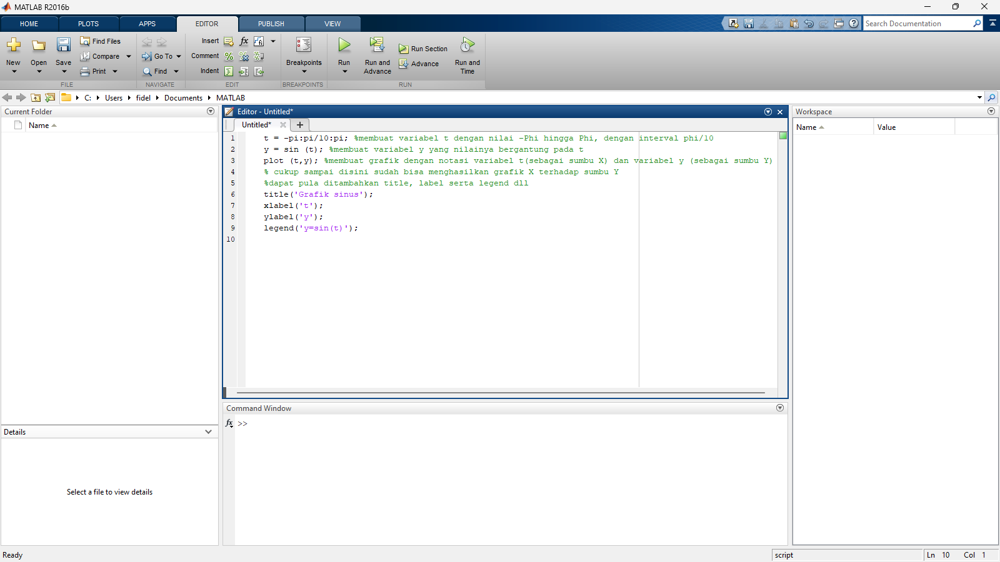 MATLAB R2016b
HOME PLOTS APPS EDITOR PUBLISH VIEW
Search Documentation
New Open Save
Find Files
Compare
Print
FILE
Go To
Find
NAVIGATE
Insert fx
Comment
Indent
EDIT
Breakpoints
BREAKPOINTS
Run
Run and Advance
Run Section
Advance
Run and Time
RUN
C: Users fidel Documents MATLAB
Current Folder
Name
Details
Select a file to view details
Editor - Untitled*
Untitled* +
1 t = -pi:pi/10:pi; %membuat variabel t dengan nilai -Phi hingga Phi, dengan interval phi/10
2 y = sin (t); %membuat variabel y yang nilainya bergantung pada t
3 plot (t,y); %membuat grafik dengan notasi variabel t(sebagai sumbu X) dan variabel y (sebagai sumbu Y)
4 % cukup sampai disini sudah bisa menghasilkan grafik X terhadap sumbu Y
5 %dapat pula ditambahkan title, label serta legend dll
6 title('Grafik sinus');
7 xlabel('t');
8 ylabel('y');
9 legend('y=sin(t)');
10
Command Window
fx >>
Workspace
Name Value
Ready
script
Ln 10 Col 1